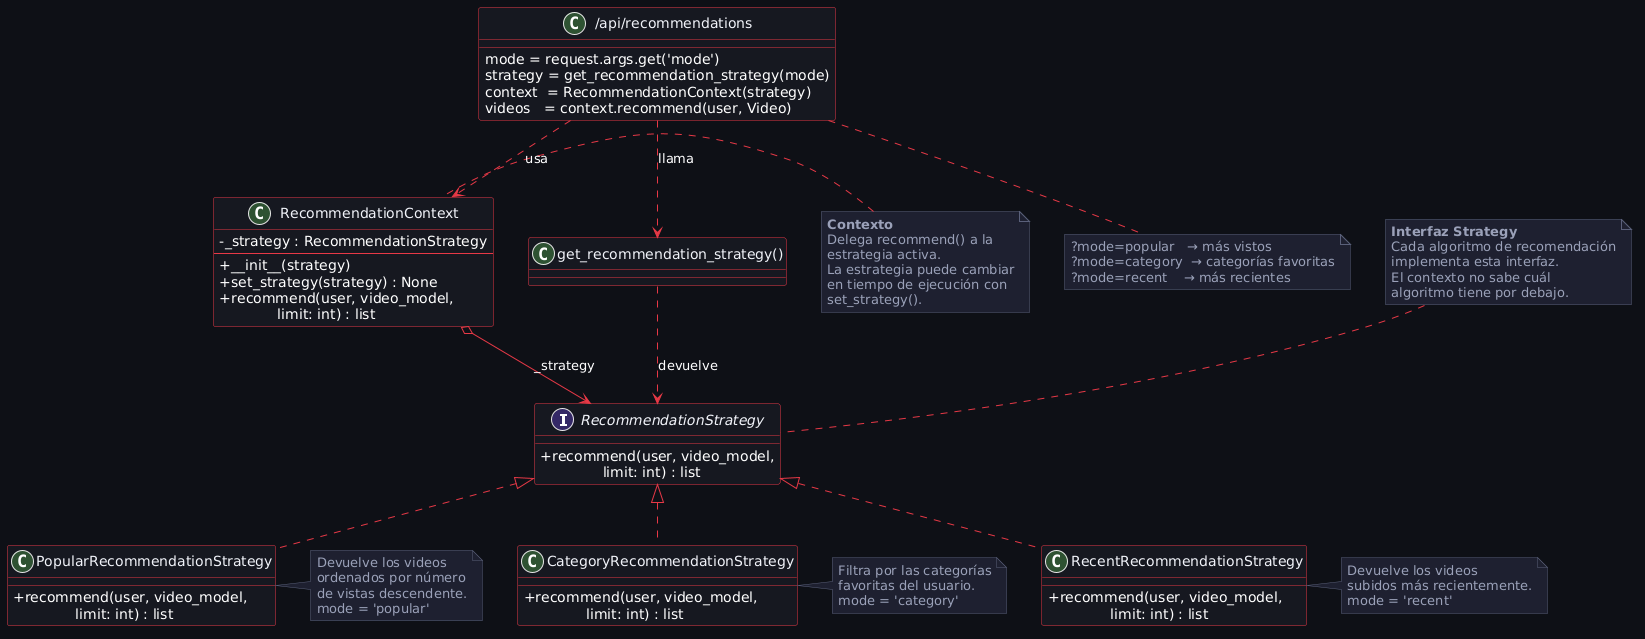 C /api/recommendations
mode = request.args.get('mode')
strategy = get_recommendation_strategy(mode)
context  = RecommendationContext(strategy)
videos   = context.recommend(user, Video)
usa
llama
C RecommendationContext
-_strategy : RecommendationStrategy
+__init__(strategy)
+set_strategy(strategy) : None
+recommend(user, video_model,
limit: int) : list
C get_recommendation_strategy()
Contexto
Delega recommend() a la
estrategia activa.
La estrategia puede cambiar
en tiempo de ejecución con
set_strategy().
?mode=popular   → más vistos
?mode=category  → categorías favoritas
?mode=recent    → más recientes
Interfaz Strategy
Cada algoritmo de recomendación
implementa esta interfaz.
El contexto no sabe cuál
algoritmo tiene por debajo.
_strategy
devuelve
I RecommendationStrategy
+recommend(user, video_model,
limit: int) : list
C PopularRecommendationStrategy
+recommend(user, video_model,
limit: int) : list
Devuelve los videos
ordenados por número
de vistas descendente.
mode = 'popular'
C CategoryRecommendationStrategy
+recommend(user, video_model,
limit: int) : list
Filtra por las categorías
favoritas del usuario.
mode = 'category'
C RecentRecommendationStrategy
+recommend(user, video_model,
limit: int) : list
Devuelve los videos
subidos más recientemente.
mode = 'recent'